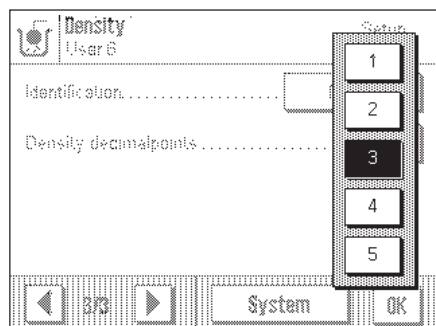 Density Setup
User 6
1
Identification
2
Density decimalpoints
3
4
5
3/3 System OK